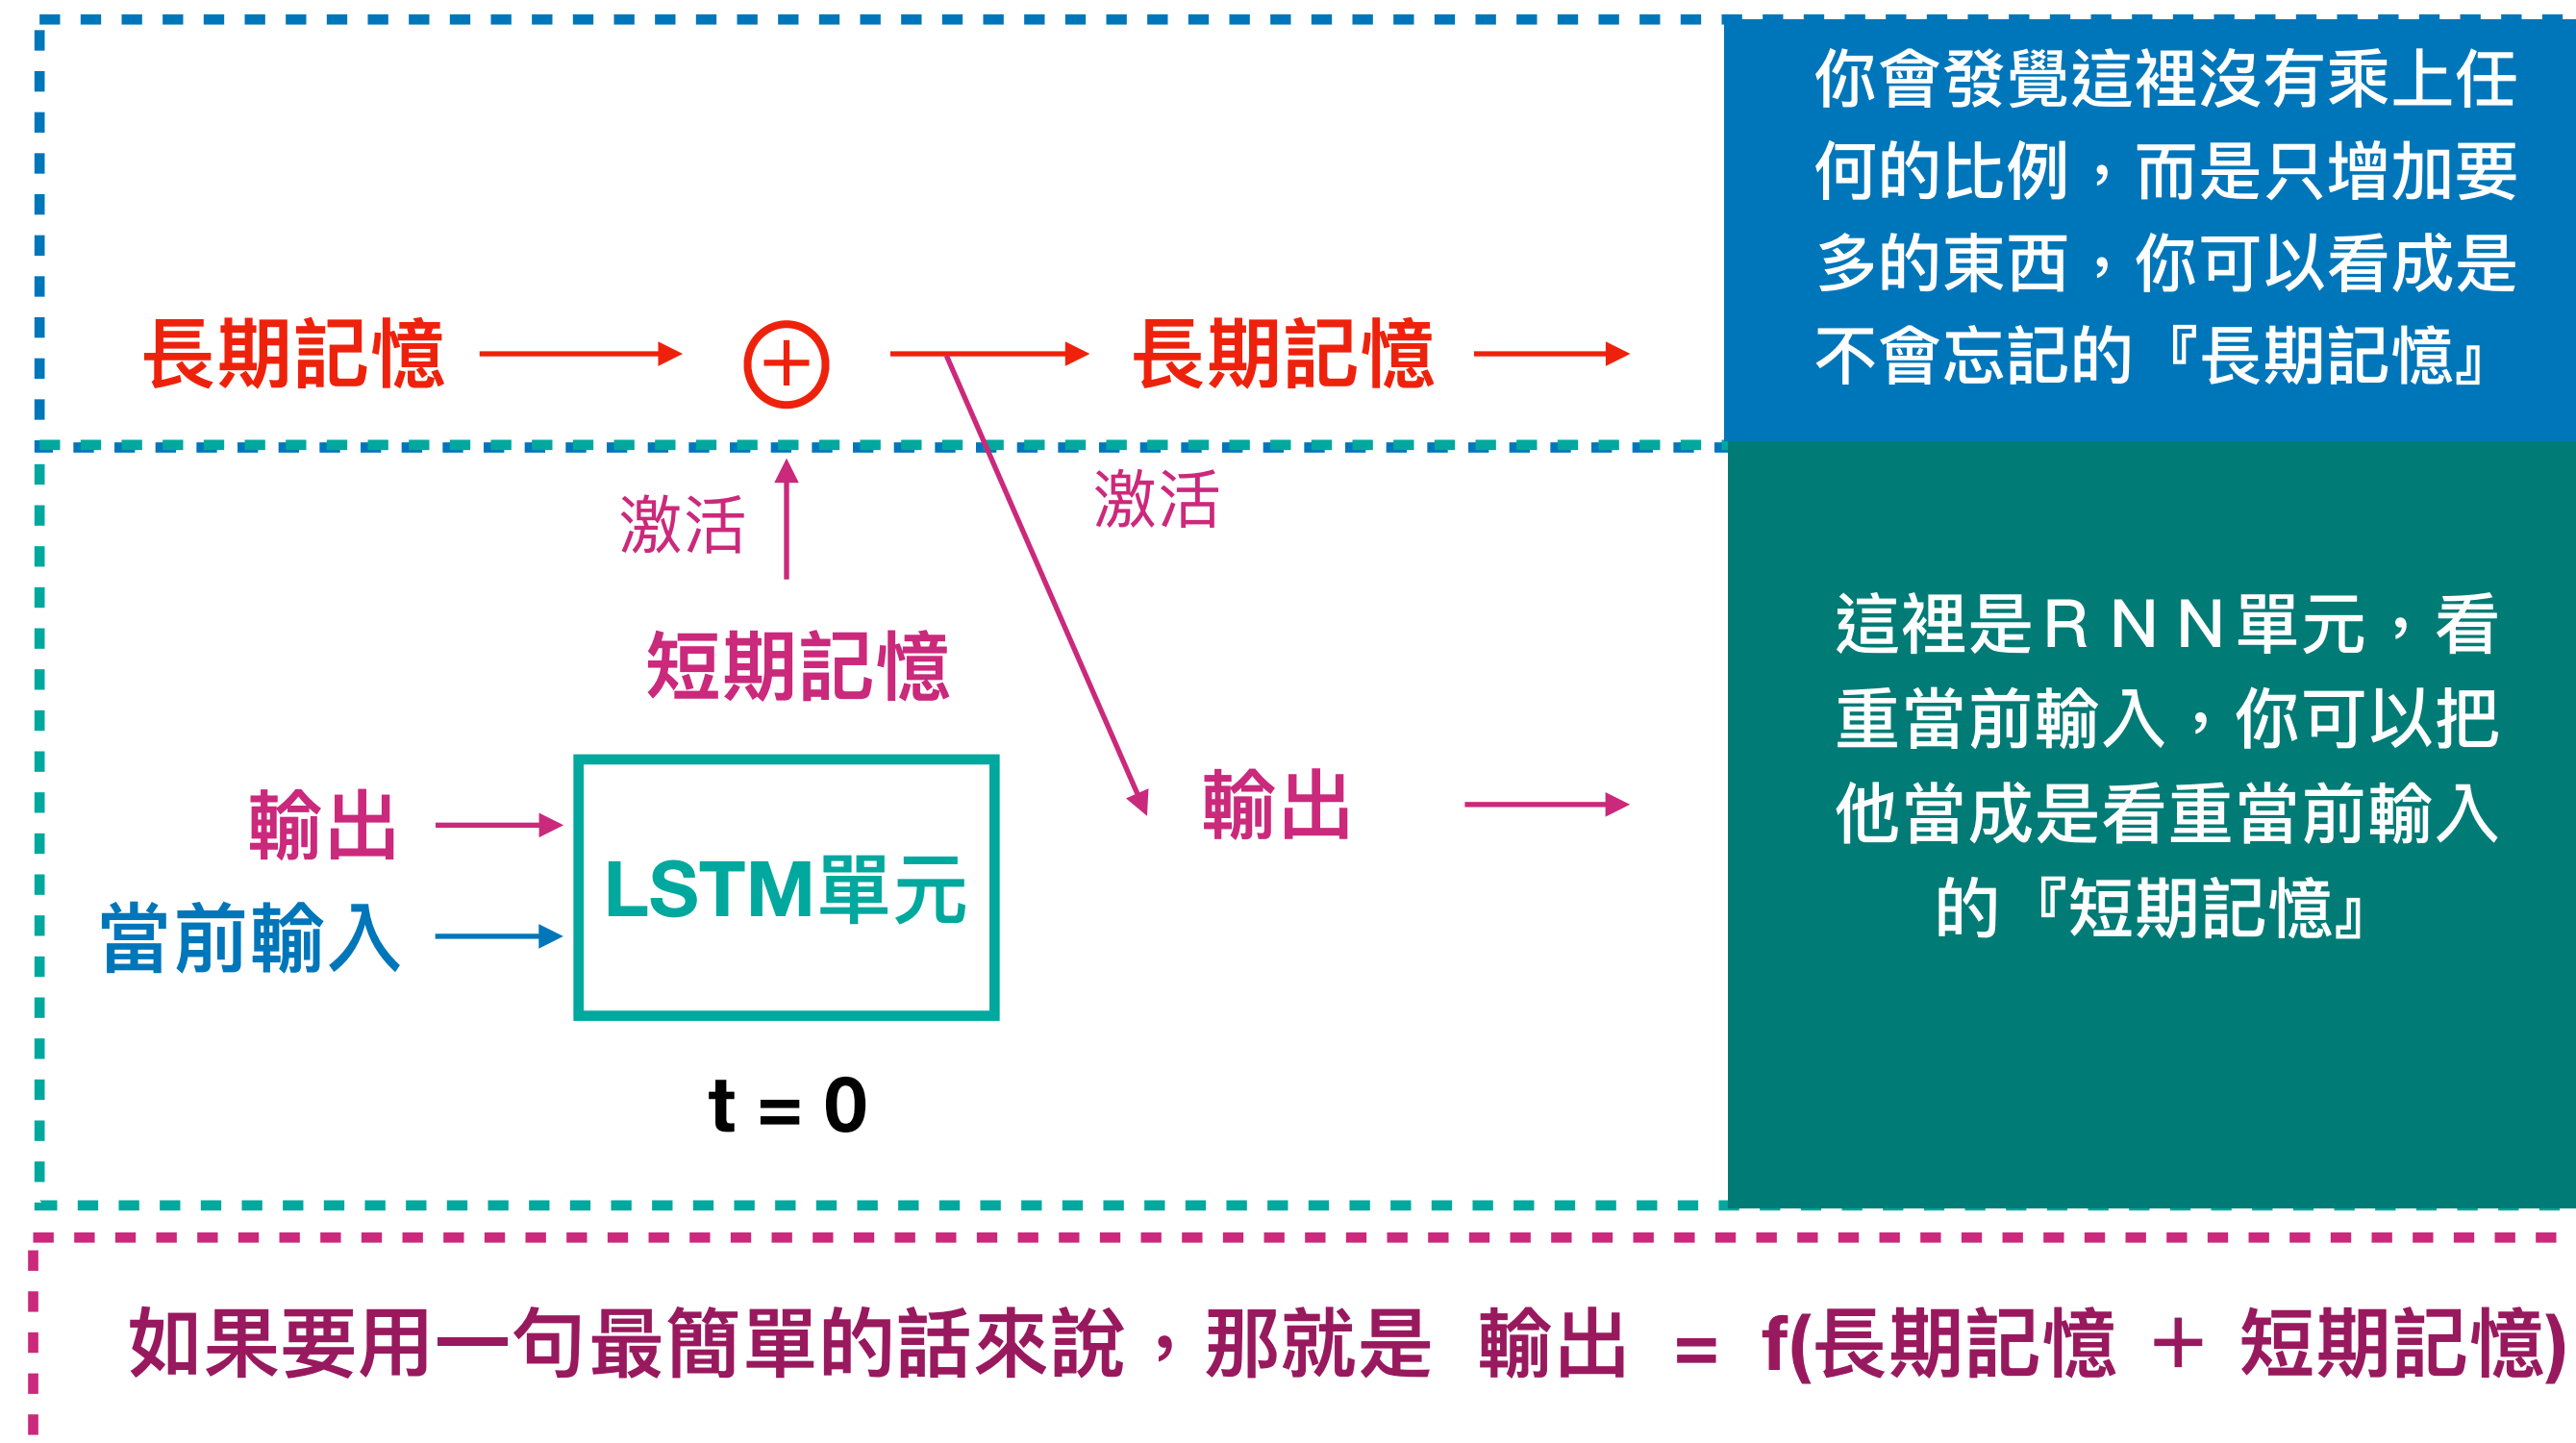 你會發覺這裡沒有乘上任
何的比例，而是只增加要
多的東西，你可以看成是
不會忘記的『長期記憶』
長期記憶
長期記憶
激活
激活
短期記憶
這裡是ＲＮＮ單元，看
重當前輸入，你可以把
他當成是看重當前輸入
的『短期記憶』
輸出
輸出
LSTM單元
當前輸入
t = 0
如果要用一句最簡單的話來說，那就是 輸出 = f(長期記憶 + 短期記憶)